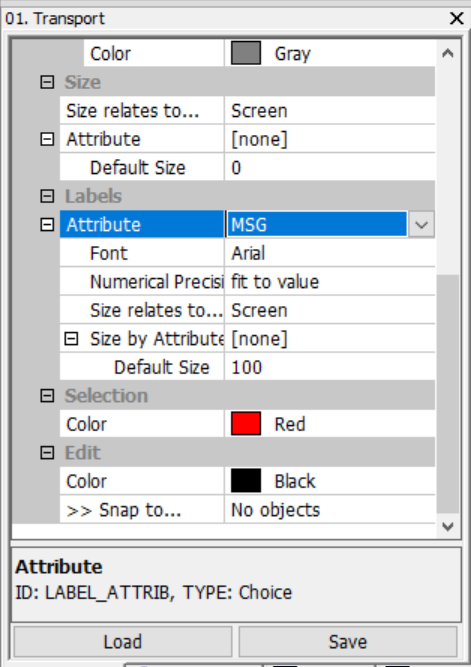 01. Transport
Color Gray
Size
Size relates to... Screen
Attribute [none]
Default Size 0
Labels
Attribute MSG
Font Arial
Numerical Precisi fit to value
Size relates to... Screen
Size by Attribute [none]
Default Size 100
Selection
Color Red
Edit
Color Black
>> Snap to... No objects
Attribute
ID: LABEL_ATTRIB, TYPE: Choice
Load Save